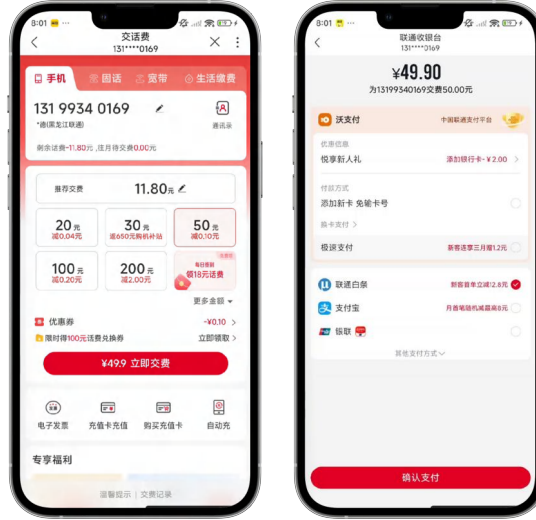 8:01
交话费
131****0169
手机
固话
宽带
生活缴费
131 9934 0169
*逍(黑龙江联通)
通讯录
剩余话费-11.80元,
月待交费0.00元
推荐交费
11.80元
20元
减0.04元
30元
返650元购机补贴
50元
减0.10元
100元
减0.20元
200元
减2.00元
每日签到
领18元话费
更多金额
优惠券
-¥0.10
限时得100元话费兑换券
立即领取
¥49.9 立即交费
电子发票
充值卡充值
购买充值卡
自动充
专享福利
温馨提示 | 交费记录
8:01
联通收银台
131****0169
¥49.90
为13199340169交费50.00元
沃支付
中国联通支付平台
优惠信息
悦享新人礼
添加银行卡-¥2.00
付款方式
添加新卡 免输卡号
换卡支付
极速支付
新客连享三月赠1.2元
联通白条
新客首单立减12.8元
支付宝
月首笔随机减最高8元
银联
其他支付方式
确认支付